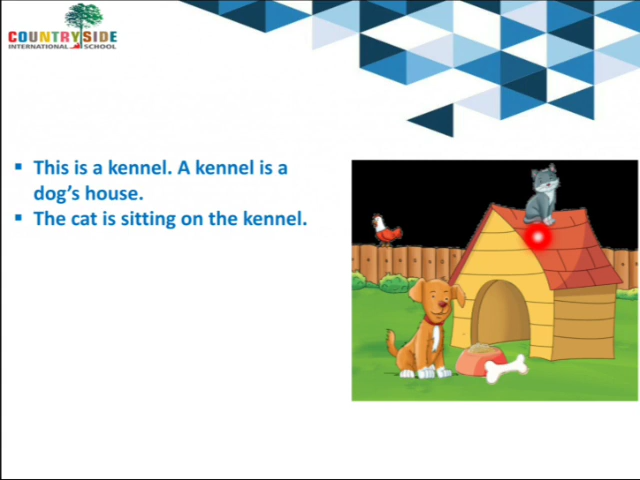 COUNTRYSIDE
INTERNATIONAL SCHOOL
▪ This is a kennel. A kennel is a
dog's house.
▪ The cat is sitting on the kennel.